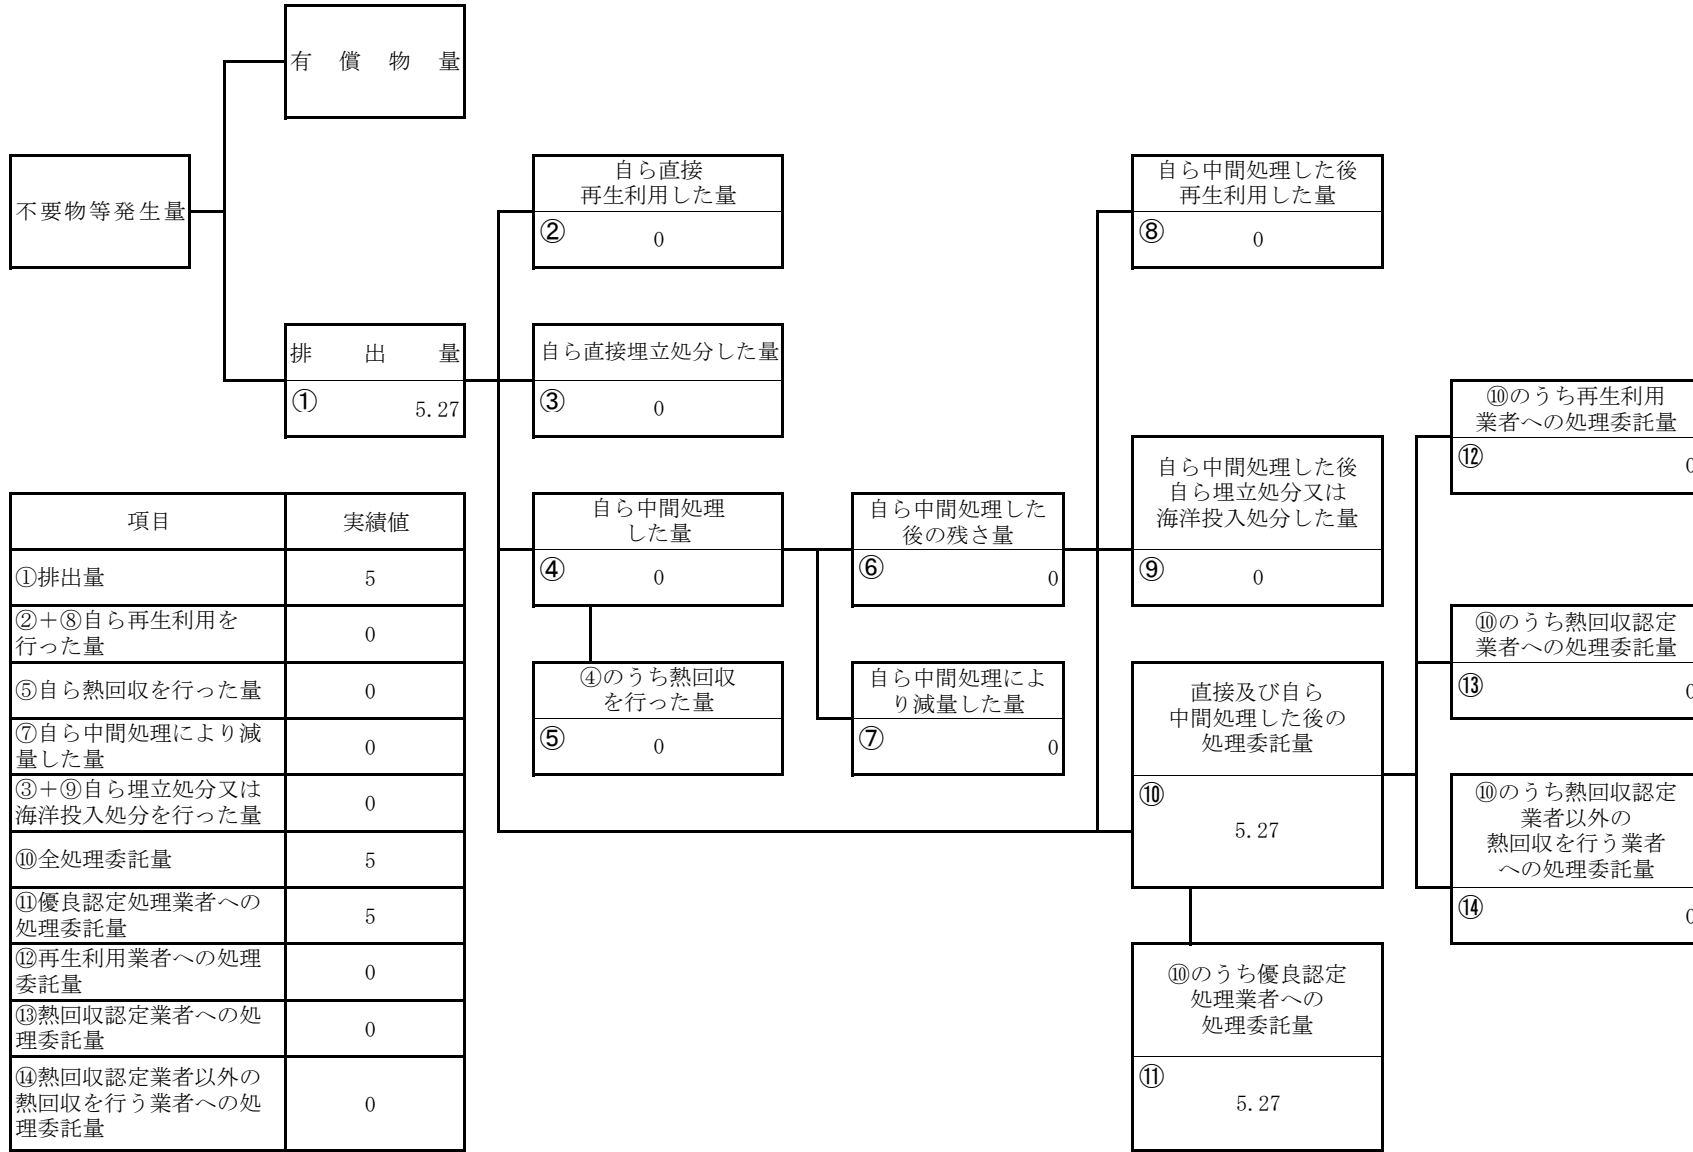 有償物量
不要物等発生量
排出量
① 5.27
自ら直接
再生利用した量
② 0
自ら直接埋立処分した量
③ 0
自ら中間処理
した量
④ 0
④のうち熱回収
を行った量
⑤ 0
自ら中間処理した
後の残さ量
⑥ 0
自ら中間処理によ
り減量した量
⑦ 0
自ら中間処理した後
再生利用した量
⑧ 0
自ら中間処理した後
自ら埋立処分又は
海洋投入処分した量
⑨ 0
直接及び自ら
中間処理した後の
処理委託量
⑩
5.27
⑩のうち優良認定
処理業者への
処理委託量
⑪
5.27
⑩のうち再生利用
業者への処理委託量
⑫ 0
⑩のうち熱回収認定
業者への処理委託量
⑬ 0
⑩のうち熱回収認定
業者以外の
熱回収を行う業者
への処理委託量
⑭ 0
項目 実績値
①排出量 5
②+⑧自ら再生利用を
行った量 0
⑤自ら熱回収を行った量 0
⑦自ら中間処理により減
量した量 0
③+⑨自ら埋立処分又は
海洋投入処分を行った量 0
⑩全処理委託量 5
⑪優良認定処理業者への
処理委託量 5
⑫再生利用業者への処理
委託量 0
⑬熱回収認定業者への処
理委託量 0
⑭熱回収認定業者以外の
熱回収を行う業者への処
理委託量 0